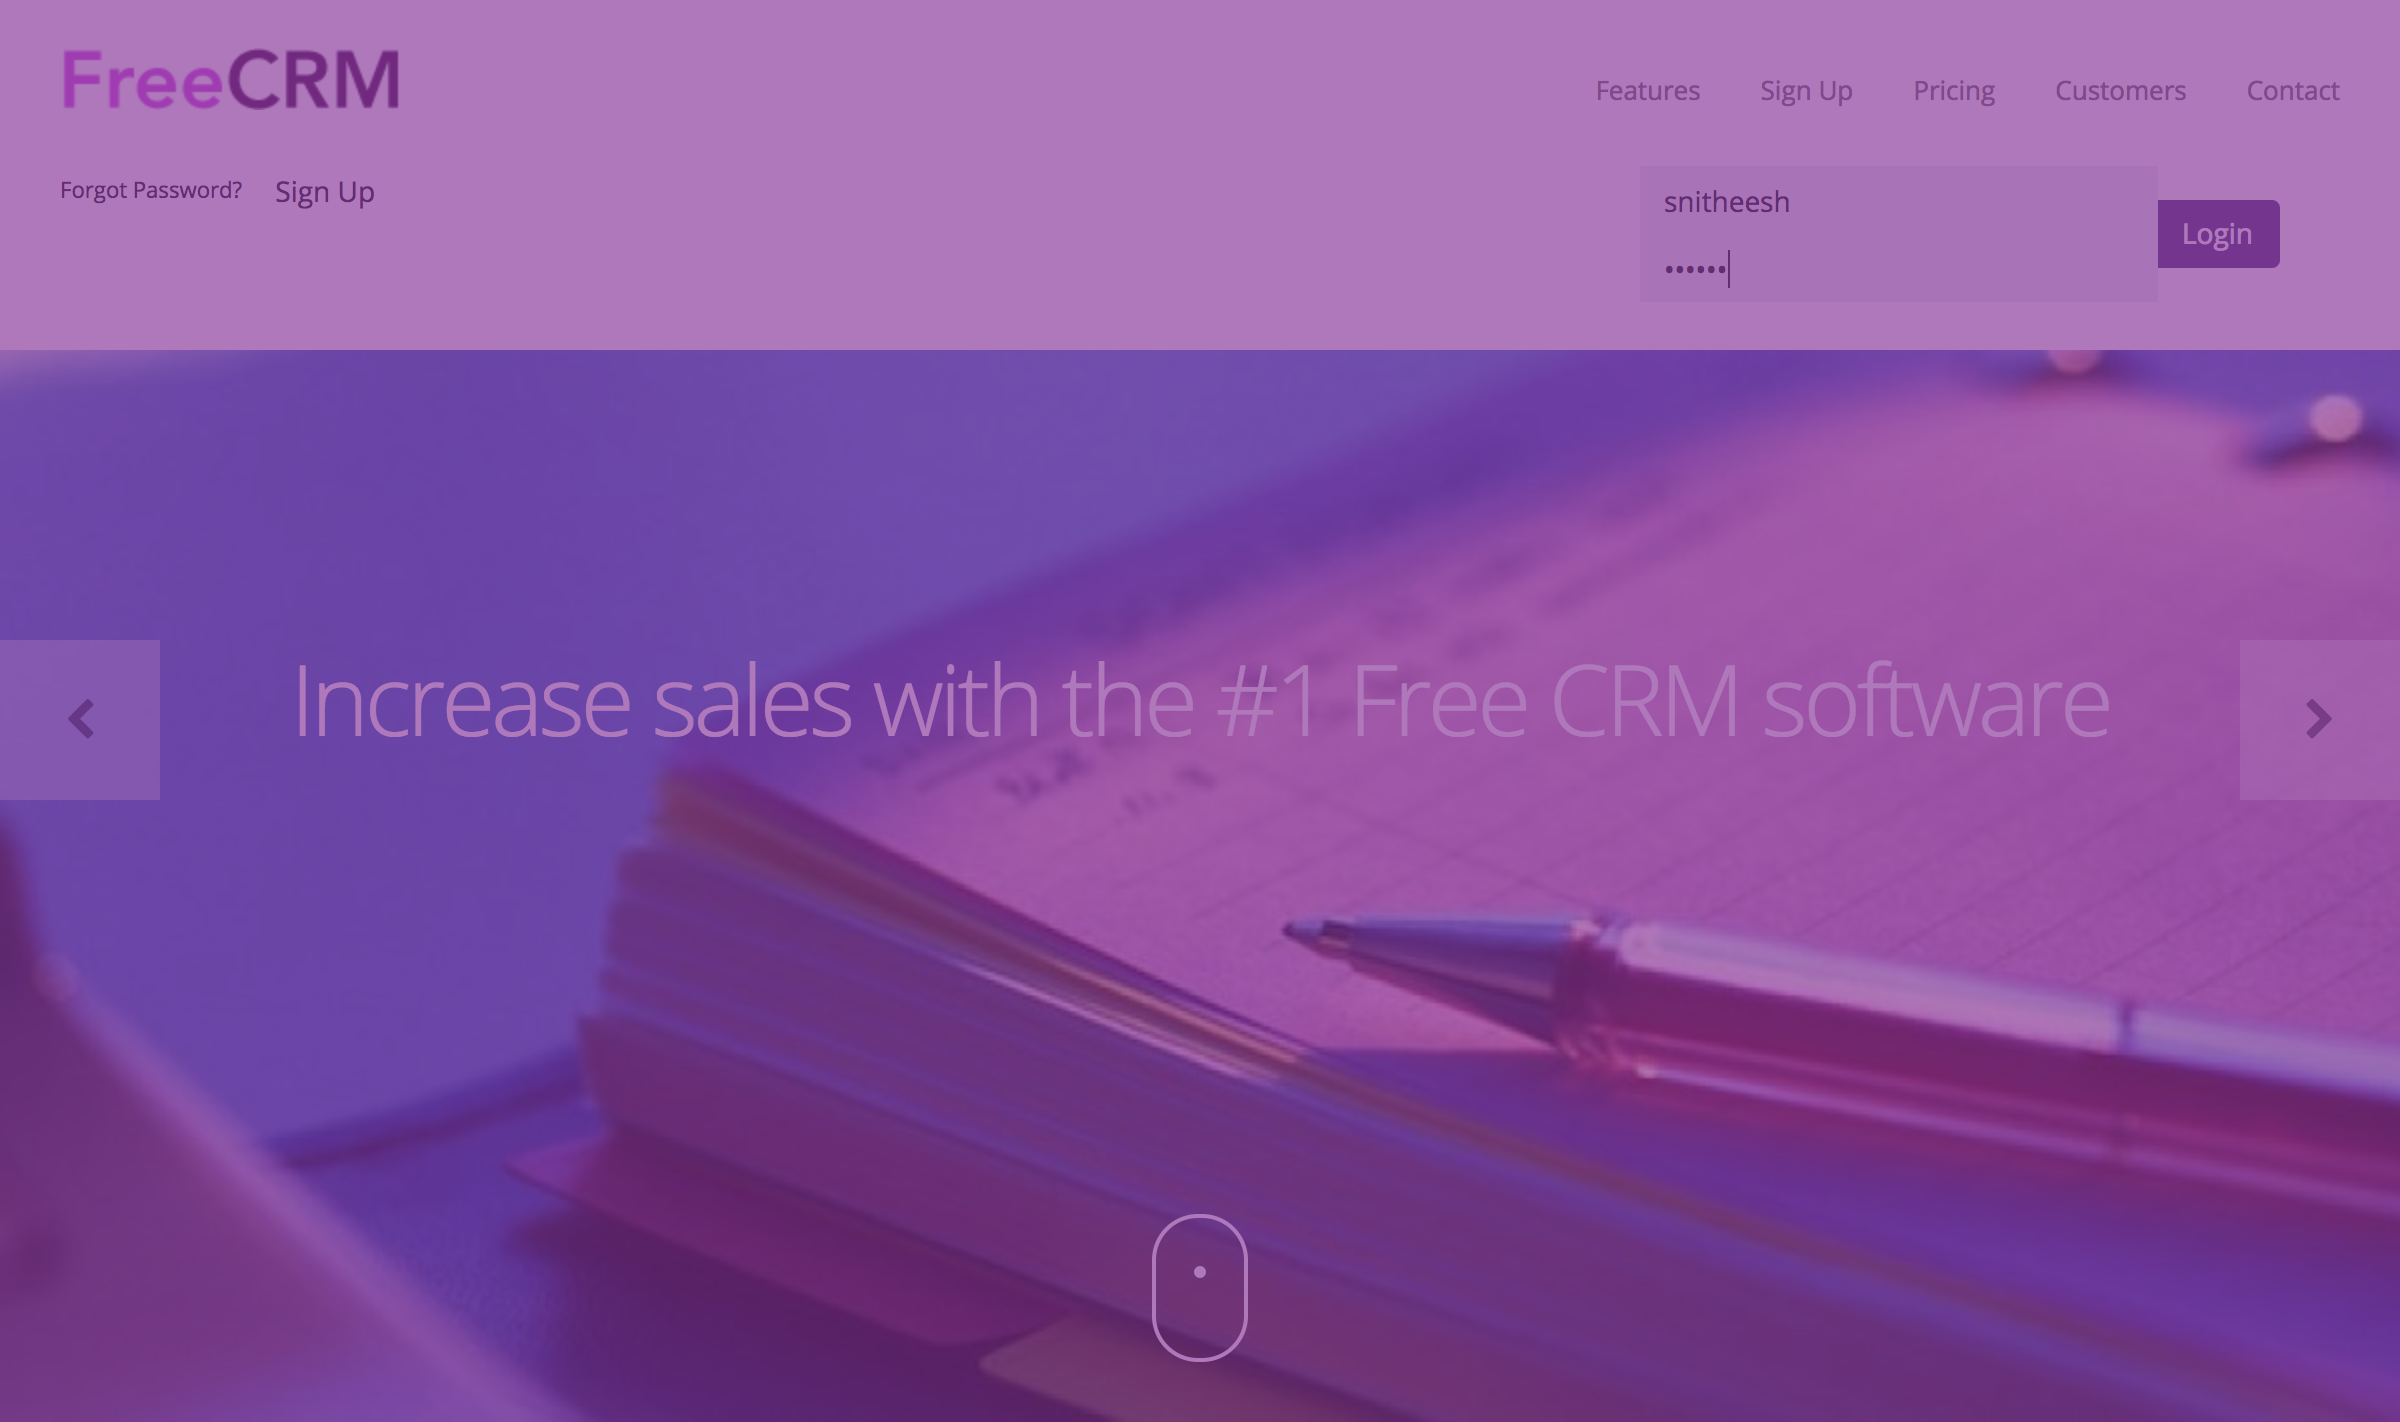 FreeCRM
Features Sign Up Pricing Customers Contact
Forgot Password? Sign Up
snitheesh
••••••
Login
Increase sales with the #1 Free CRM software